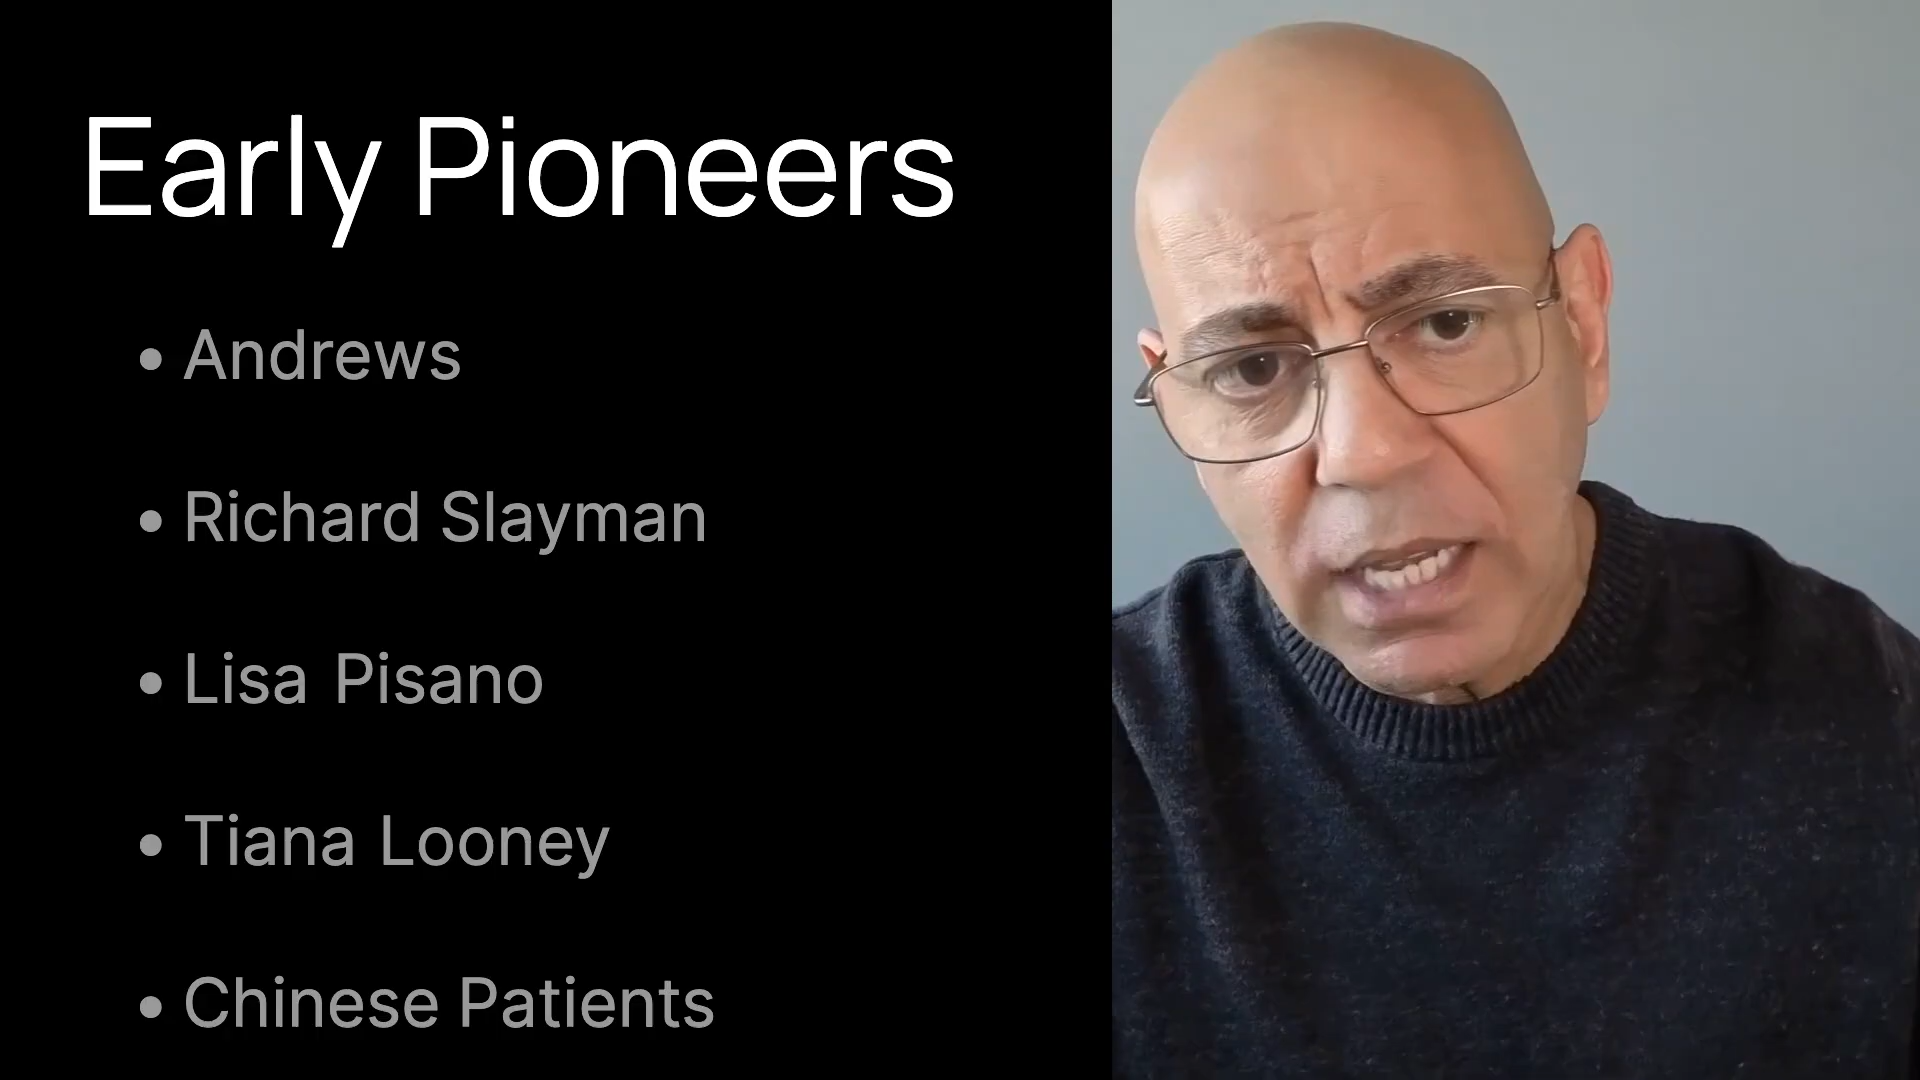 Early Pioneers
• Andrews
• Richard Slayman
• Lisa Pisano
• Tiana Looney
• Chinese Patients